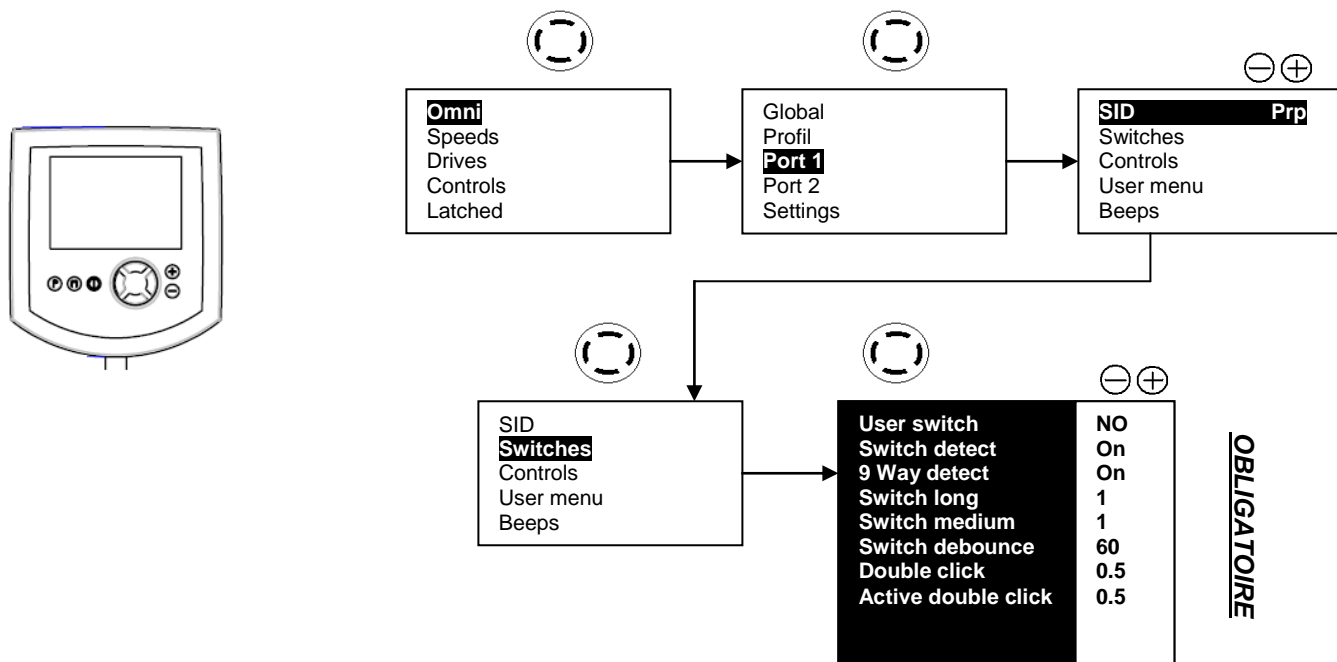 Omni
Speeds
Drives
Controls
Latched
Global
Profil
Port 1
Port 2
Settings
SID Prp
Switches
Controls
User menu
Beeps
SID
Switches
Controls
User menu
Beeps
User switch NO
Switch detect On
9 Way detect On
Switch long 1
Switch medium 1
Switch debounce 60
Double click 0.5
Active double click 0.5
OBLIGATOIRE